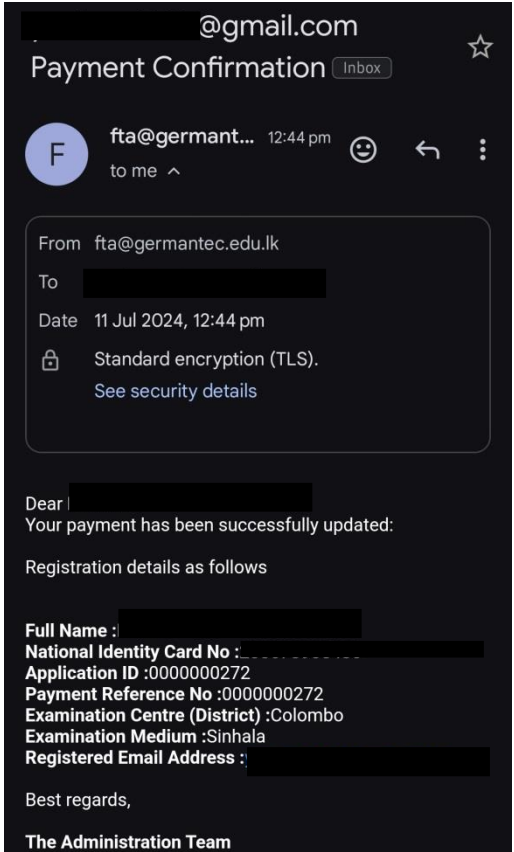 @gmail.com
Payment Confirmation Inbox
F
fta@germant... 12:44 pm
to me
From fta@germantec.edu.lk
To
Date 11 Jul 2024, 12:44 pm
Standard encryption (TLS).
See security details
Dear
Your payment has been successfully updated:
Registration details as follows
Full Name :
National Identity Card No :
Application ID :0000000272
Payment Reference No :0000000272
Examination Centre (District) :Colombo
Examination Medium :Sinhala
Registered Email Address :
Best regards,
The Administration Team